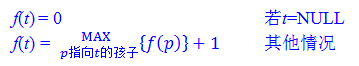 f(t) = 0 若t=NULL
f(t) = MAX p指向t的孩子 {f(p)} + 1 其他情况